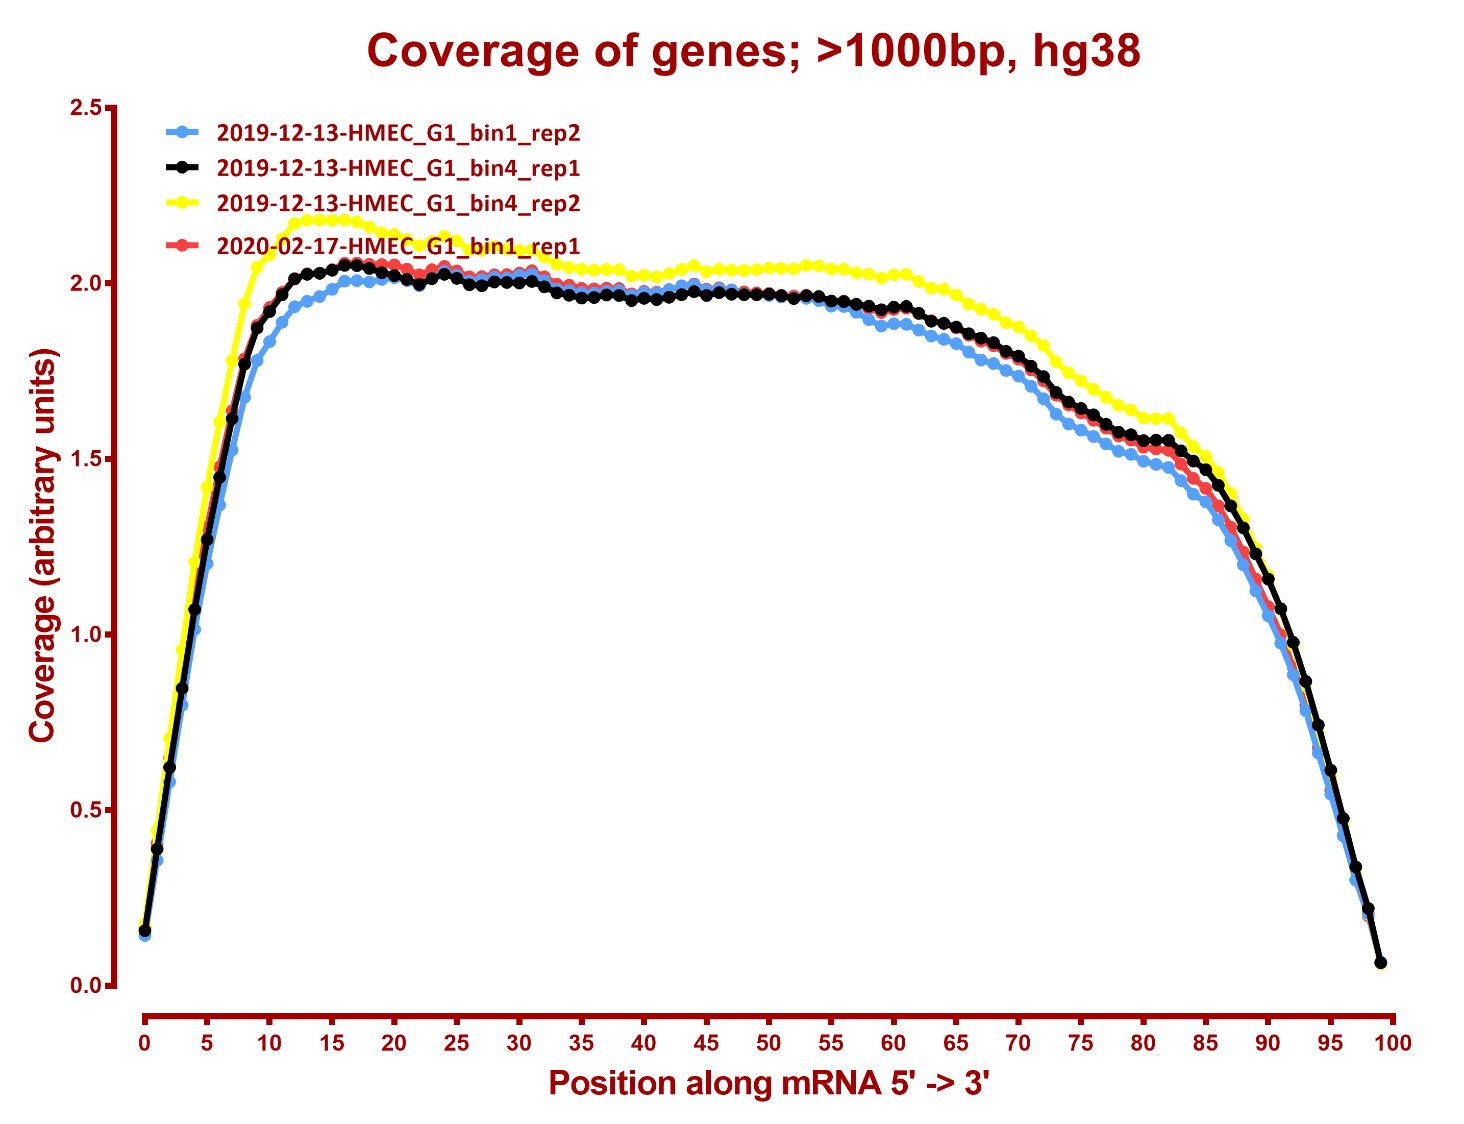 Coverage of genes; >1000bp, hg38
2019-12-13-HMEC_G1_bin1_rep2
2019-12-13-HMEC_G1_bin4_rep1
2019-12-13-HMEC_G1_bin4_rep2
2020-02-17-HMEC_G1_bin1_rep1
Coverage (arbitrary units)
2.5
2.0
1.5
1.0
0.5
0.0
0 5 10 15 20 25 30 35 40 45 50 55 60 65 70 75 80 85 90 95 100
Position along mRNA 5' -> 3'